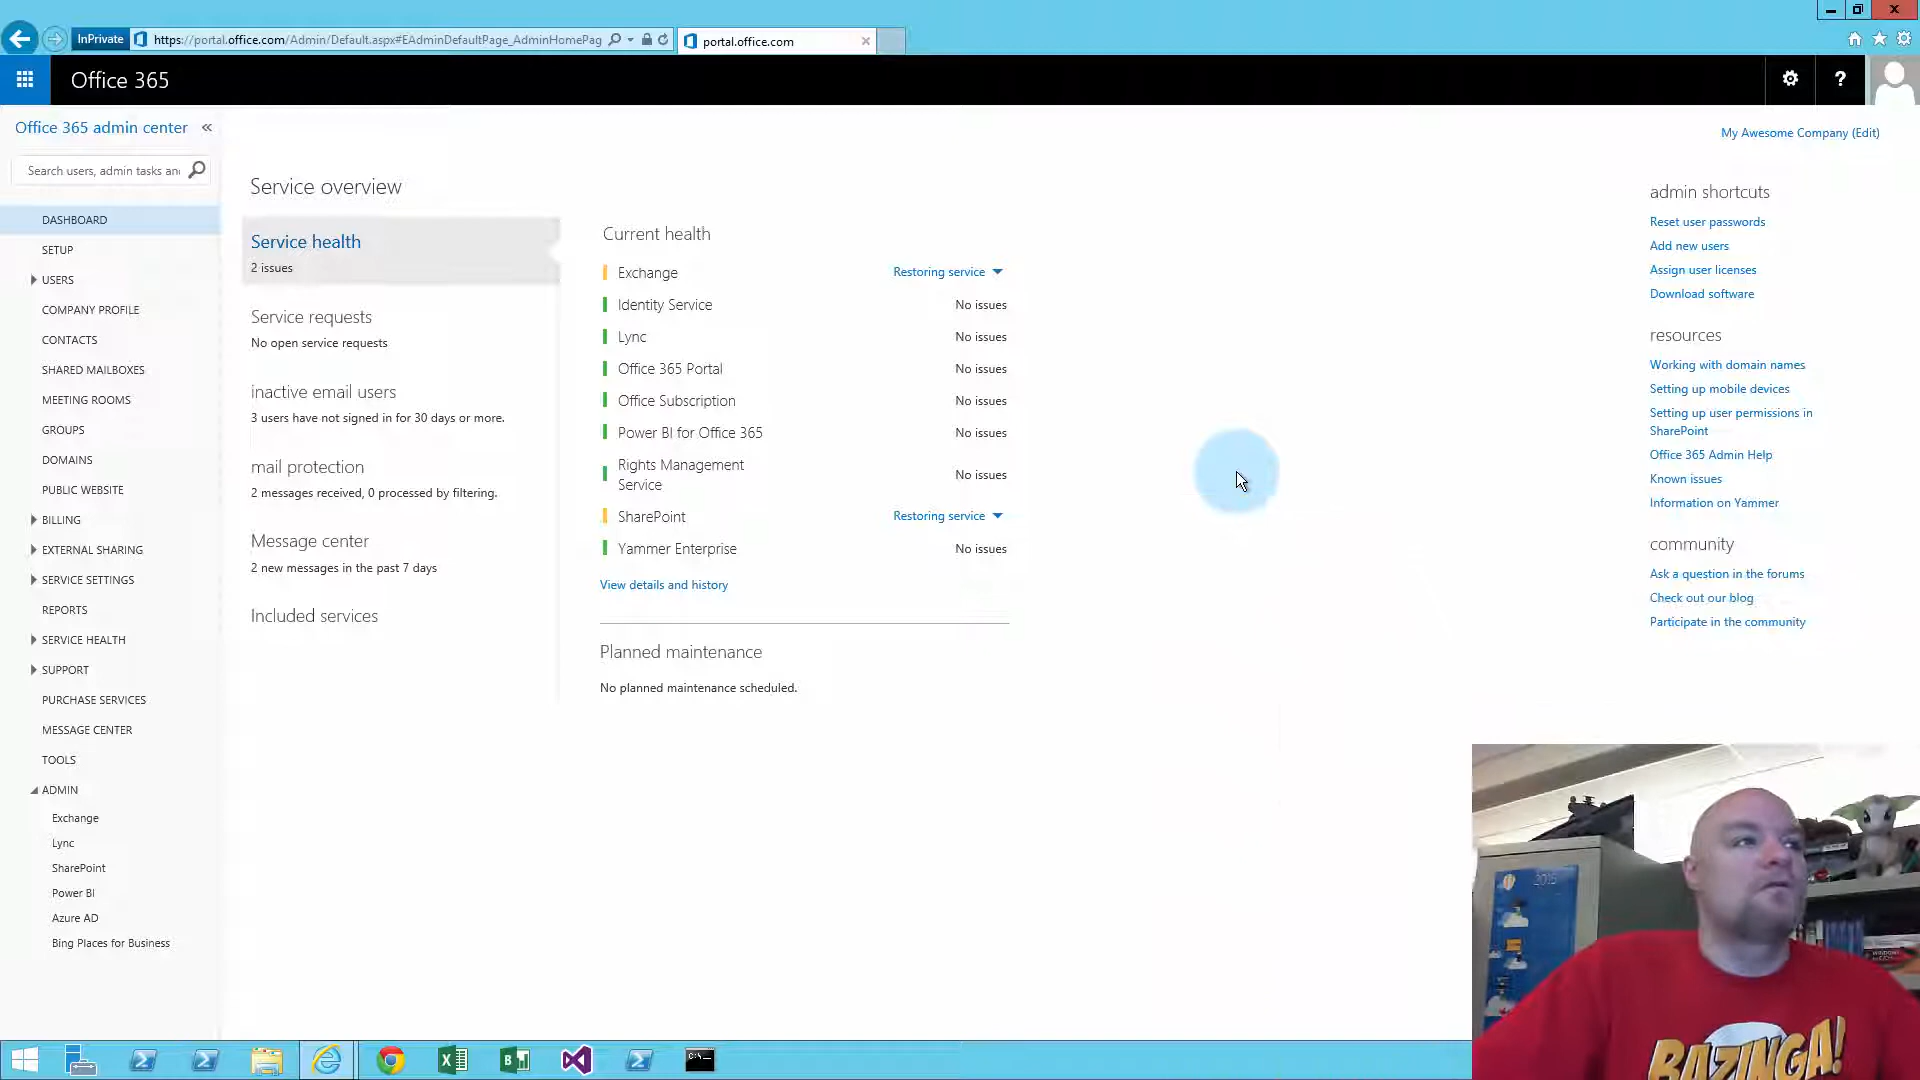 InPrivate
https://portal.office.com/Admin/Default.aspx#EAdminDefaultPage_AdminHomePag
portal.office.com
Office 365
?
Office 365 admin center
My Awesome Company (Edit)
Search users, admin tasks an
DASHBOARD
SETUP
USERS
COMPANY PROFILE
CONTACTS
SHARED MAILBOXES
MEETING ROOMS
GROUPS
DOMAINS
PUBLIC WEBSITE
BILLING
EXTERNAL SHARING
SERVICE SETTINGS
REPORTS
SERVICE HEALTH
SUPPORT
PURCHASE SERVICES
MESSAGE CENTER
TOOLS
ADMIN
Exchange
Lync
SharePoint
Power BI
Azure AD
Bing Places for Business
Service overview
Service health
2 issues
Service requests
No open service requests
inactive email users
3 users have not signed in for 30 days or more.
mail protection
2 messages received, 0 processed by filtering.
Message center
2 new messages in the past 7 days
Included services
Current health
Exchange Restoring service
Identity Service No issues
Lync No issues
Office 365 Portal No issues
Office Subscription No issues
Power BI for Office 365 No issues
Rights Management
Service No issues
SharePoint Restoring service
Yammer Enterprise No issues
View details and history
Planned maintenance
No planned maintenance scheduled.
admin shortcuts
Reset user passwords
Add new users
Assign user licenses
Download software
resources
Working with domain names
Setting up mobile devices
Setting up user permissions in
SharePoint
Office 365 Admin Help
Known issues
Information on Yammer
community
Ask a question in the forums
Check out our blog
Participate in the community
2015
BAZINGA!